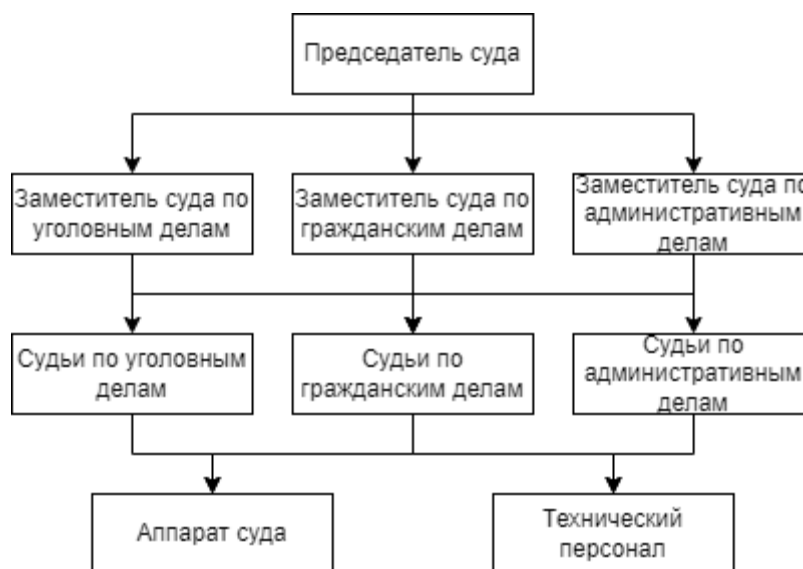 Председатель суда
Заместитель суда по
уголовным делам
Заместитель суда по
гражданским делам
Заместитель суда по
административным
делам
Судьи по уголовным
делам
Судьи по
гражданским делам
Судьи по
административным
делам
Аппарат суда
Технический
персонал